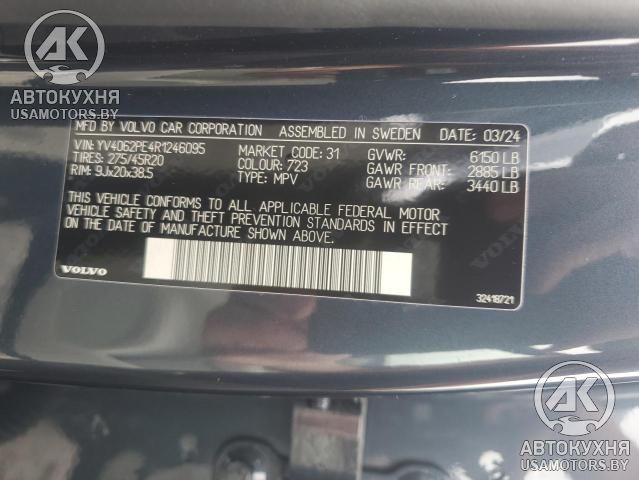 AK
АВТОКУХНЯ
USAMOTORS.BY
MFD BY VOLVO CAR CORPORATION ASSEMBLED IN SWEDEN DATE: 03/24
VIN: YV4062PE4R1246095 MARKET CODE: 31 GVWR: 6150 LB
TIRES: 275/45R20 COLOUR: 723 GAWR FRONT: 2885 LB
RIM: 9Jx20x38.5 TYPE: MPV GAWR REAR: 3440 LB
THIS VEHICLE CONFORMS TO ALL APPLICABLE FEDERAL MOTOR
VEHICLE SAFETY AND THEFT PREVENTION STANDARDS IN EFFECT
ON THE DATE OF MANUFACTURE SHOWN ABOVE.
VOLVO
32418721
AK
АВТОКУХНЯ
USAMOTORS.BY